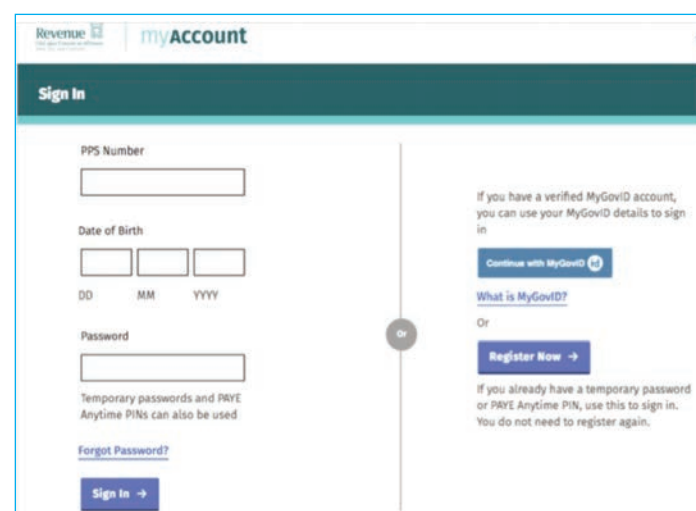 Revenue
myAccount
Sign In
PPS Number
Date of Birth
DD MM YYYY
Password
Temporary passwords and PAYE
Anytime PINs can also be used
Forgot Password?
Sign In →
Or
If you have a verified MyGovID account,
you can use your MyGovID details to sign
in
Continue with MyGovID id
What is MyGovID?
Or
Register Now →
If you already have a temporary password
or PAYE Anytime PIN, use this to sign in.
You do not need to register again.